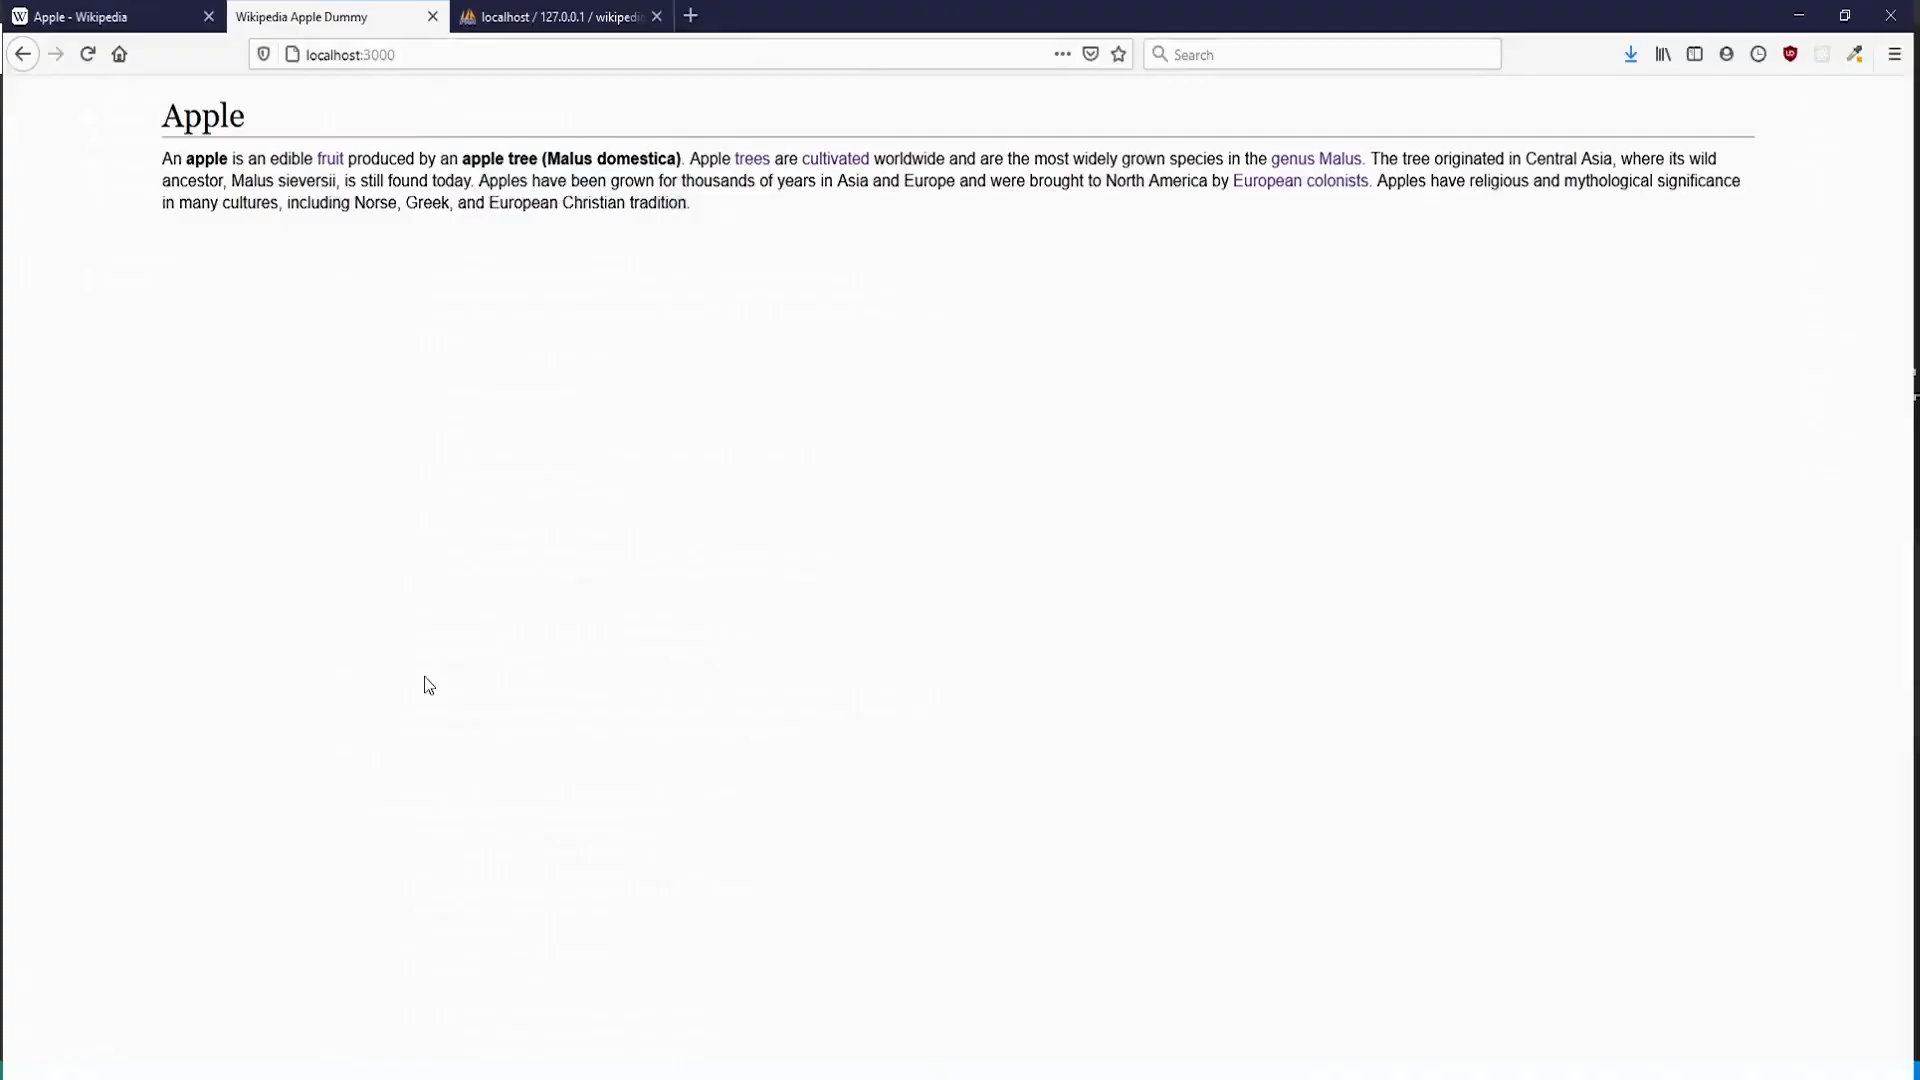 Apple - Wikipedia
Wikipedia Apple Dummy
localhost / 127.0.0.1 / wikipedi
localhost:3000
Search
Apple
An apple is an edible fruit produced by an apple tree (Malus domestica). Apple trees are cultivated worldwide and are the most widely grown species in the genus Malus. The tree originated in Central Asia, where its wild
ancestor, Malus sieversii, is still found today. Apples have been grown for thousands of years in Asia and Europe and were brought to North America by European colonists. Apples have religious and mythological significance
in many cultures, including Norse, Greek, and European Christian tradition.